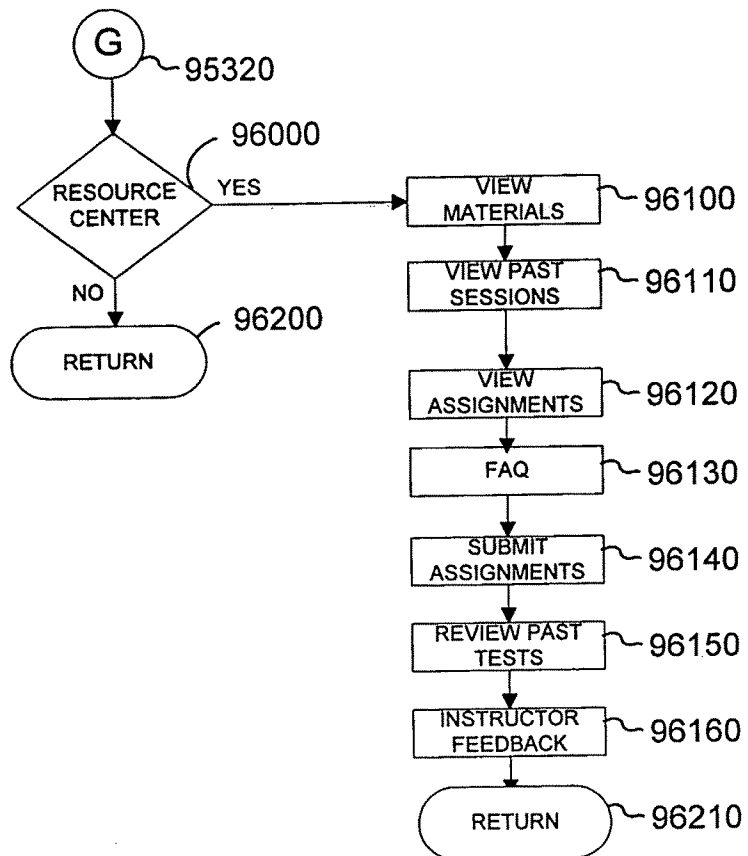 G
95320
96000
RESOURCE
CENTER
YES
NO
96200
RETURN
VIEW
MATERIALS
96100
VIEW PAST
SESSIONS
96110
VIEW
ASSIGNMENTS
96120
FAQ
96130
SUBMIT
ASSIGNMENTS
96140
REVIEW PAST
TESTS
96150
INSTRUCTOR
FEEDBACK
96160
RETURN
96210